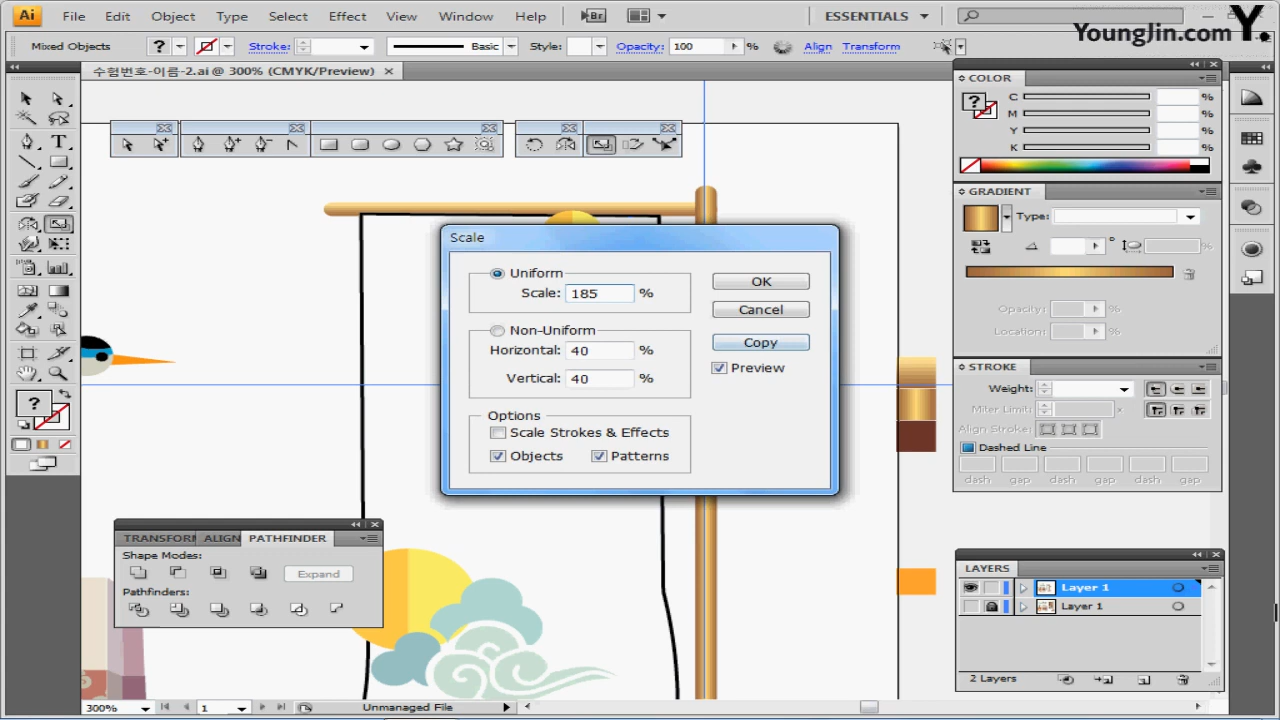 Ai File Edit Object Type Select Effect View Window Help Br ESSENTIALS
YoungJin.com Y.
Mixed Objects ? Stroke: Basic Style: Opacity: 100 % Align Transform
수험번호-이름-2.ai @ 300% (CMYK/Preview)
COLOR
C %
M %
Y %
K %
GRADIENT
Type:
°
%
Opacity: %
Location: %
STROKE
Weight:
Miter Limit: x
Align Stroke:
Dashed Line
dash gap dash gap dash gap
Scale
Uniform
Scale: 185 %
Non-Uniform
Horizontal: 40 %
Vertical: 40 %
Options
Scale Strokes & Effects
Objects Patterns
OK
Cancel
Copy
Preview
TRANSFORM ALIGN PATHFINDER
Shape Modes:
Expand
Pathfinders:
LAYERS
Layer 1
Layer 1
2 Layers
300% 1 Unmanaged File